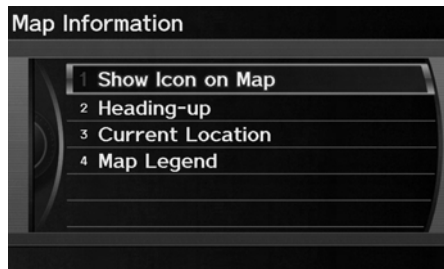 Map Information
1 Show Icon on Map
2 Heading-up
3 Current Location
4 Map Legend